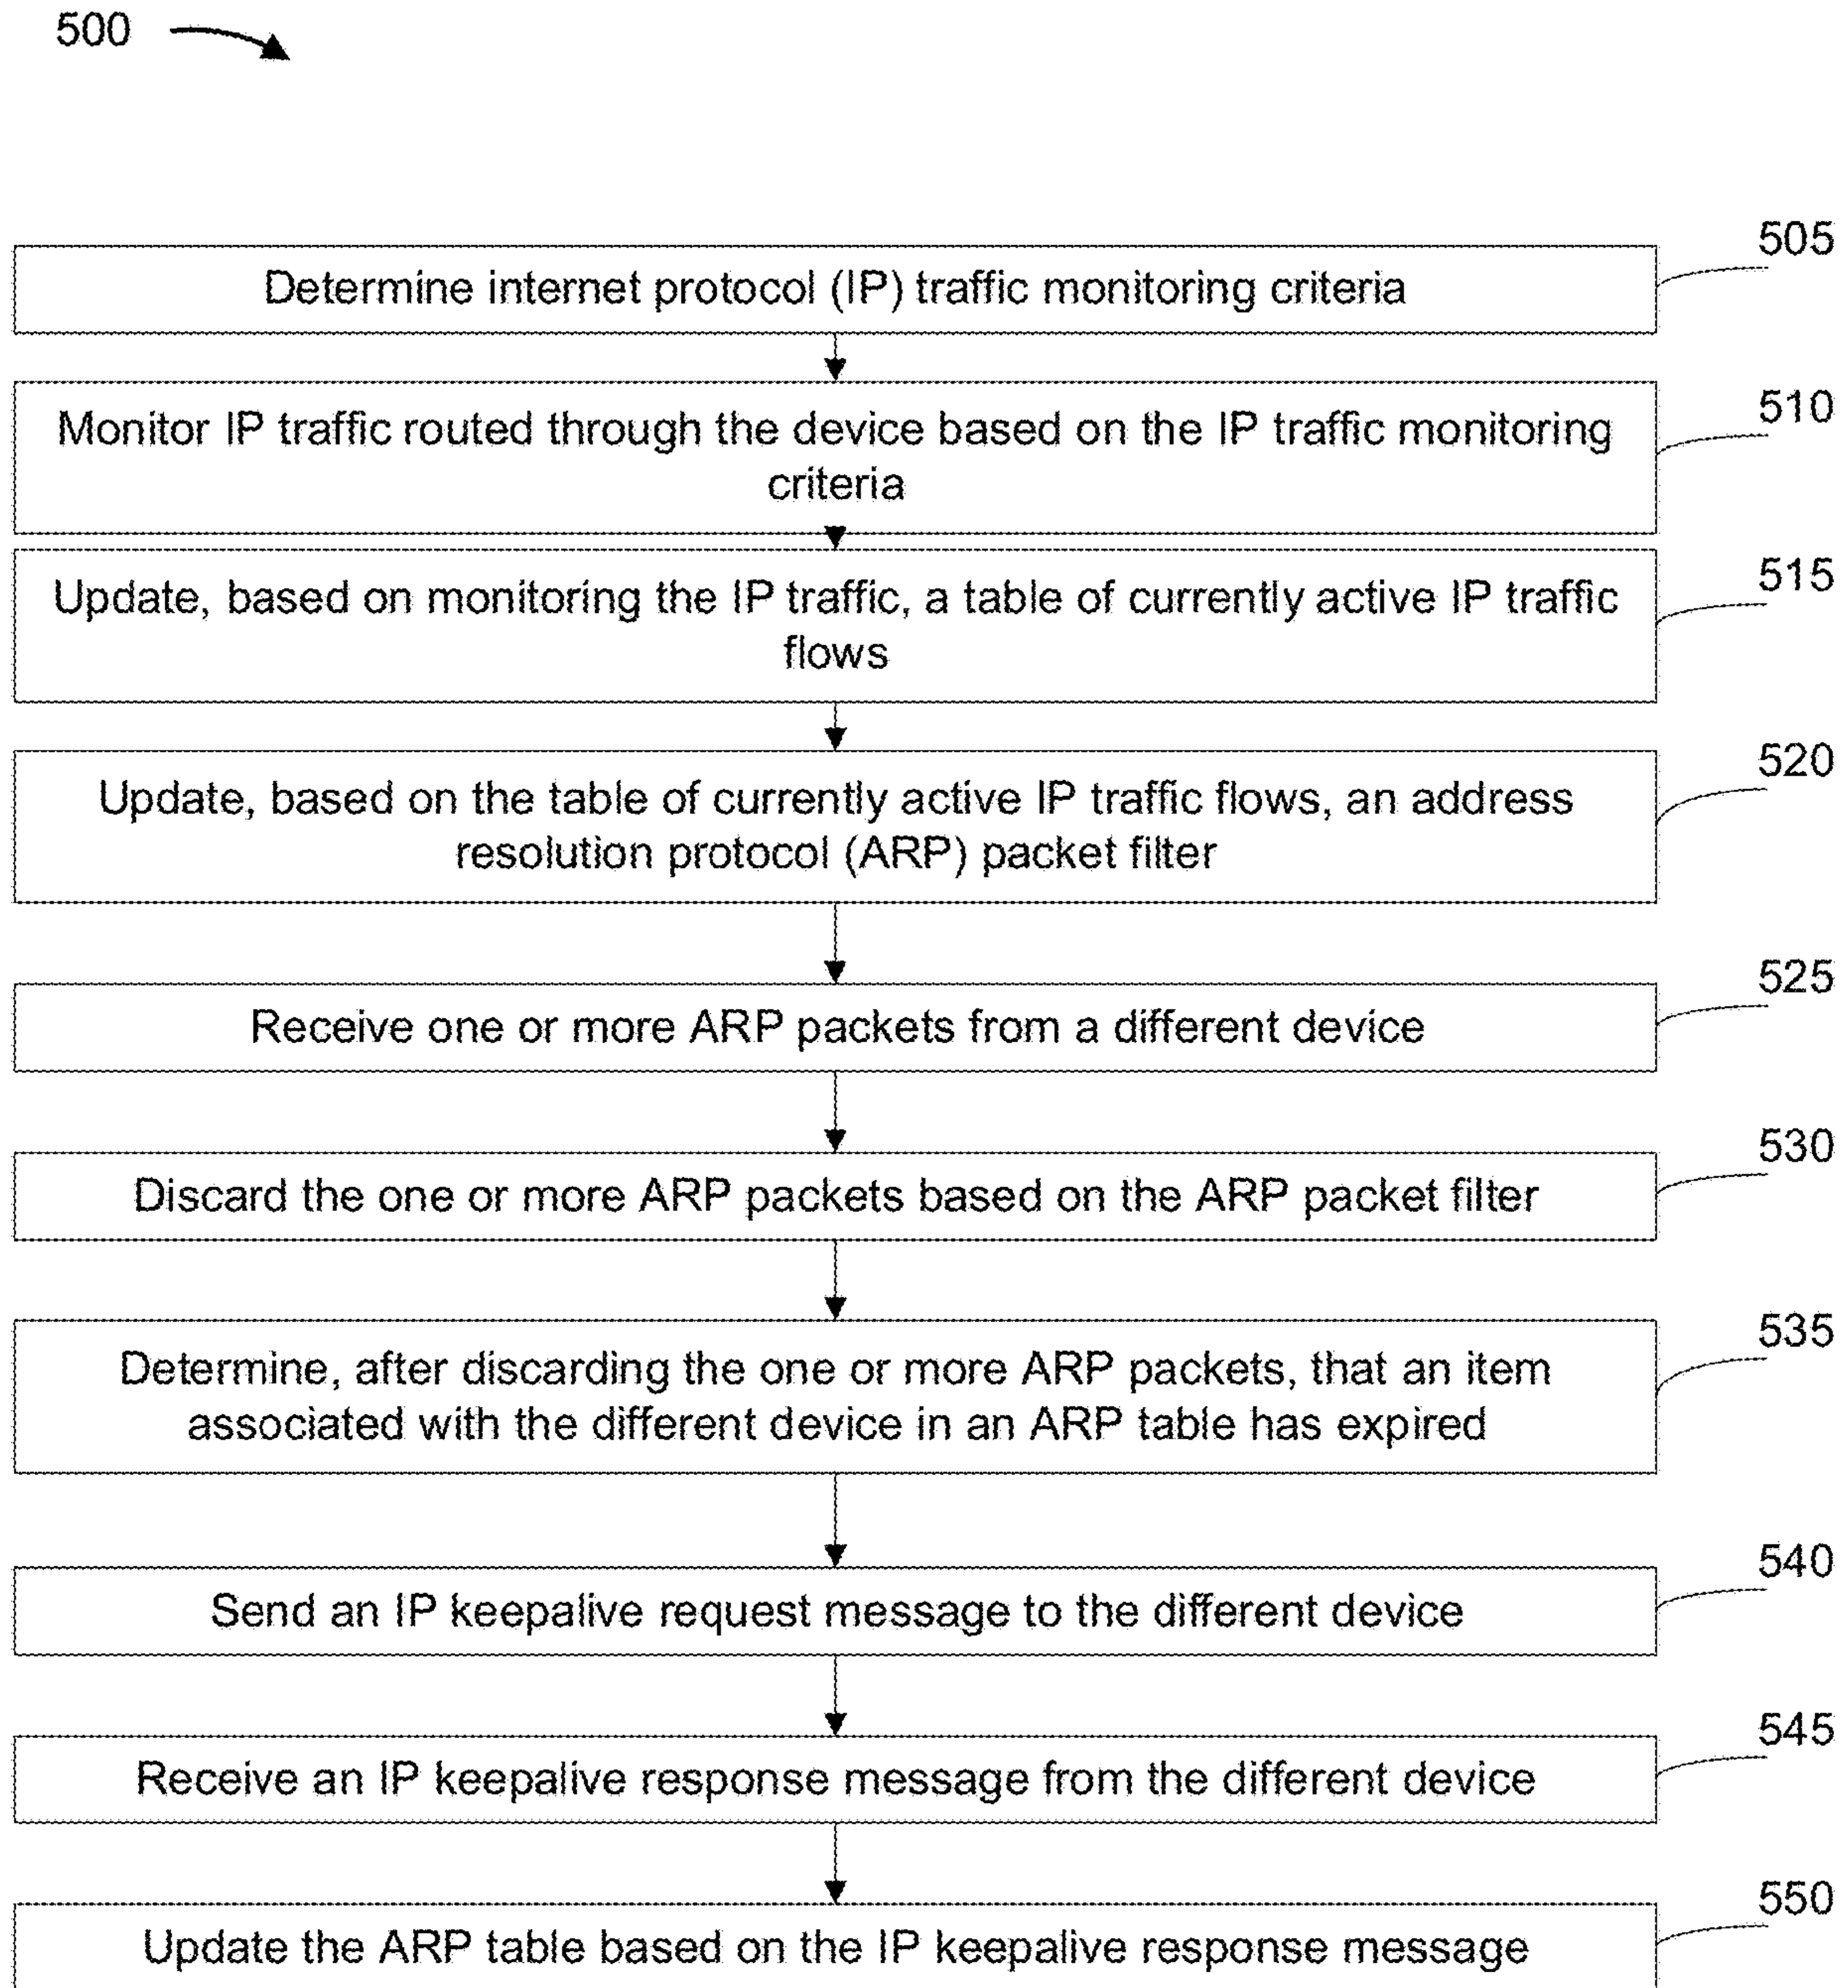 500
505
Determine internet protocol (IP) traffic monitoring criteria
510
Monitor IP traffic routed through the device based on the IP traffic monitoring
criteria
515
Update, based on monitoring the IP traffic, a table of currently active IP traffic
flows
520
Update, based on the table of currently active IP traffic flows, an address
resolution protocol (ARP) packet filter
525
Receive one or more ARP packets from a different device
530
Discard the one or more ARP packets based on the ARP packet filter
535
Determine, after discarding the one or more ARP packets, that an item
associated with the different device in an ARP table has expired
540
Send an IP keepalive request message to the different device
545
Receive an IP keepalive response message from the different device
550
Update the ARP table based on the IP keepalive response message